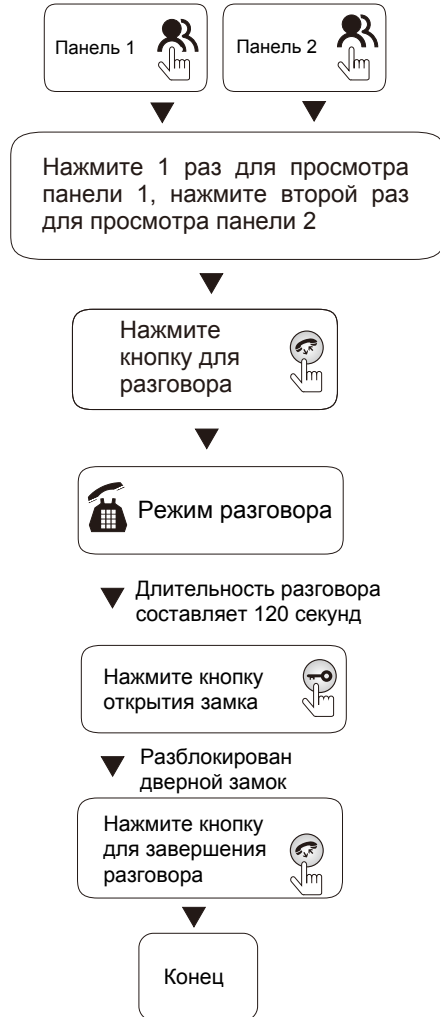 Панель 1
Панель 2
Нажмите 1 раз для просмотра
панели 1, нажмите второй раз
для просмотра панели 2
Нажмите
кнопку для
разговора
Режим разговора
Длительность разговора
составляет 120 секунд
Нажмите кнопку
открытия замка
Разблокирован
дверной замок
Нажмите кнопку
для завершения
разговора
Конец